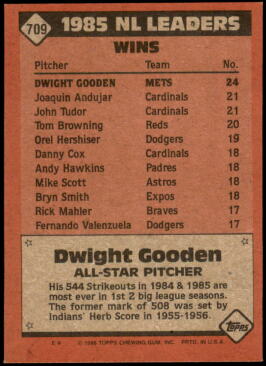 709
1985 NL LEADERS
WINS
Pitcher Team No.
DWIGHT GOODEN METS 24
Joaquin Andujar Cardinals 21
John Tudor Cardinals 21
Tom Browning Reds 20
Orel Hershiser Dodgers 19
Danny Cox Cardinals 18
Andy Hawkins Padres 18
Mike Scott Astros 18
Bryn Smith Expos 18
Rick Mahler Braves 17
Fernando Valenzuela Dodgers 17
Dwight Gooden
ALL-STAR PITCHER
His 544 Strikeouts in 1984 & 1985 are
most ever in 1st 2 big league seasons.
The former mark of 508 was set by
Indians' Herb Score in 1955-1956.
Topps
© 1986 TOPPS CHEWING GUM, INC. PRTD. IN U.S.A.